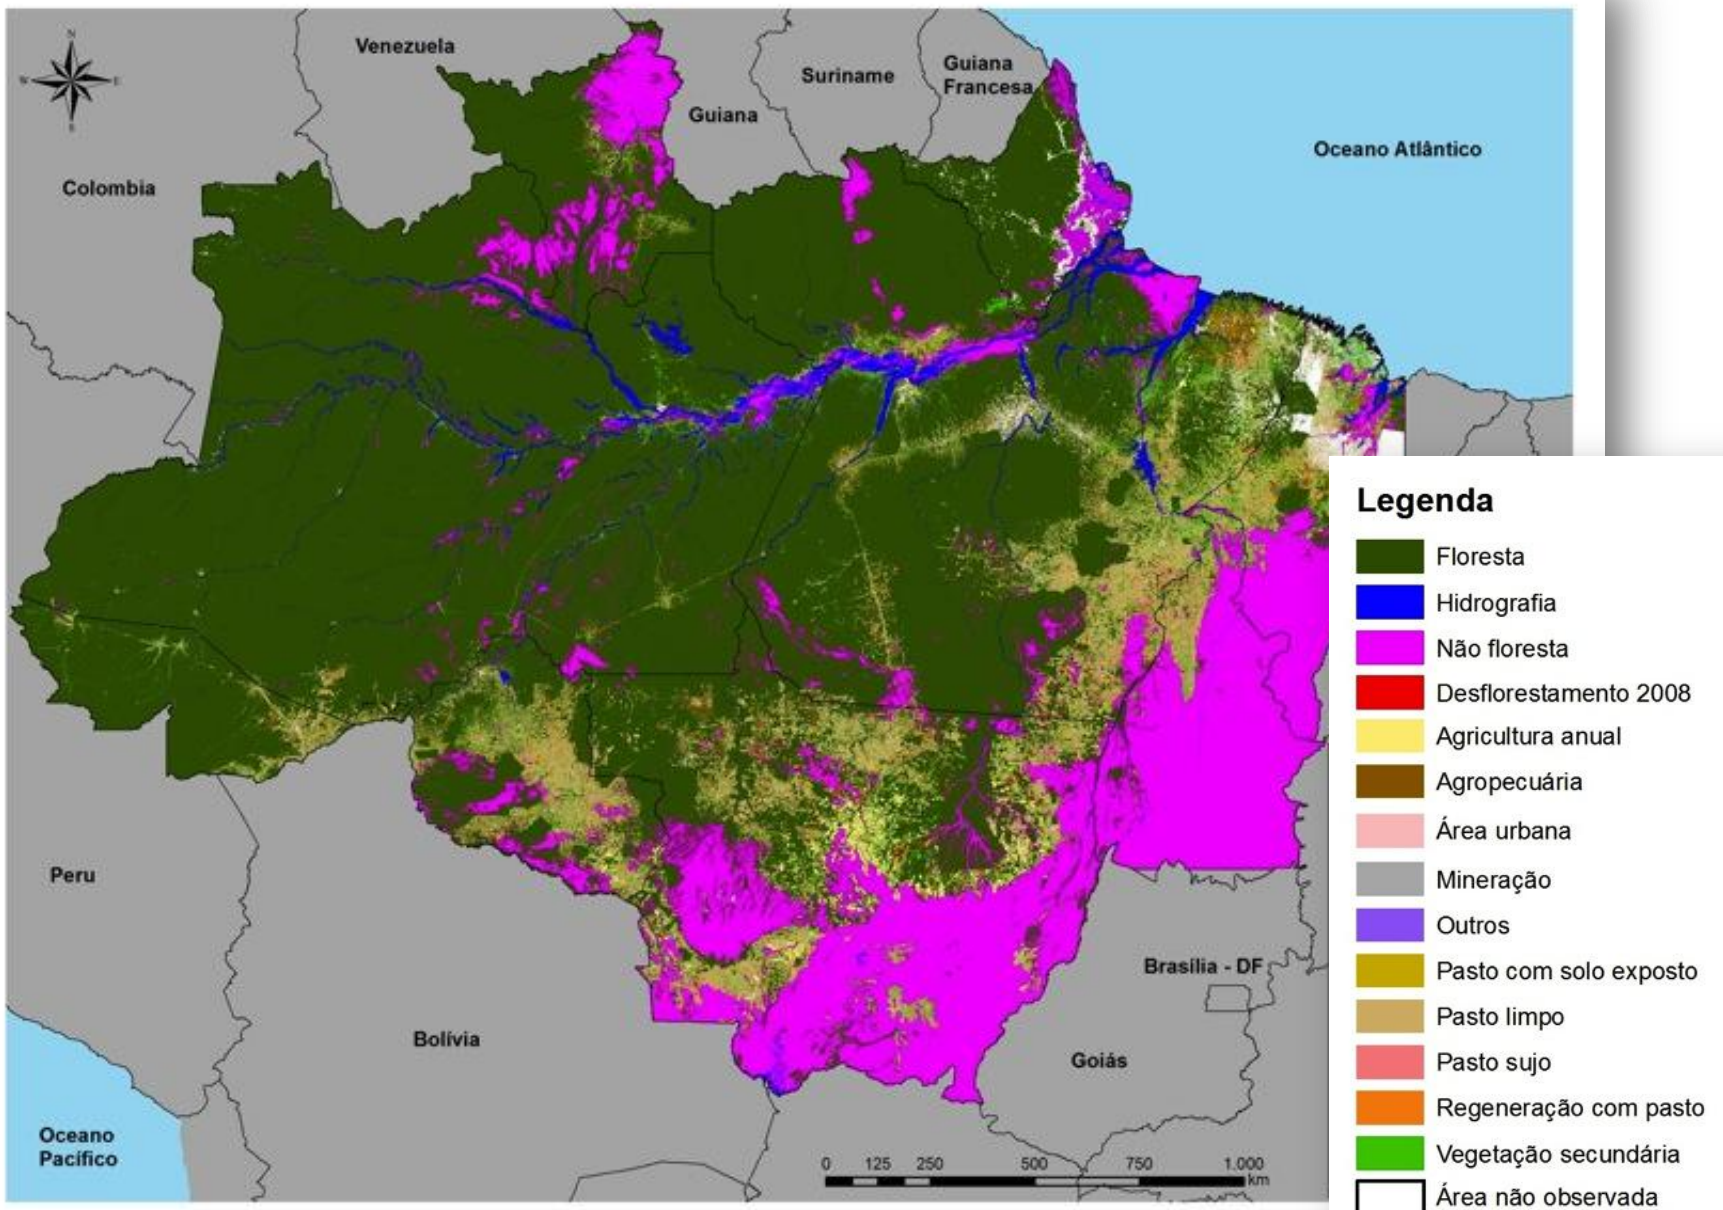 N
W
E
S
Venezuela
Suriname
Guiana
Francesa
Guiana
Oceano Atlântico
Colombia
Peru
Bolívia
Brasília - DF
Goiás
Oceano
Pacífico
0 125 250 500 750 1.000
km
Legenda
Floresta
Hidrografia
Não floresta
Desflorestamento 2008
Agricultura anual
Agropecuária
Área urbana
Mineração
Outros
Pasto com solo exposto
Pasto limpo
Pasto sujo
Regeneração com pasto
Vegetação secundária
Área não observada